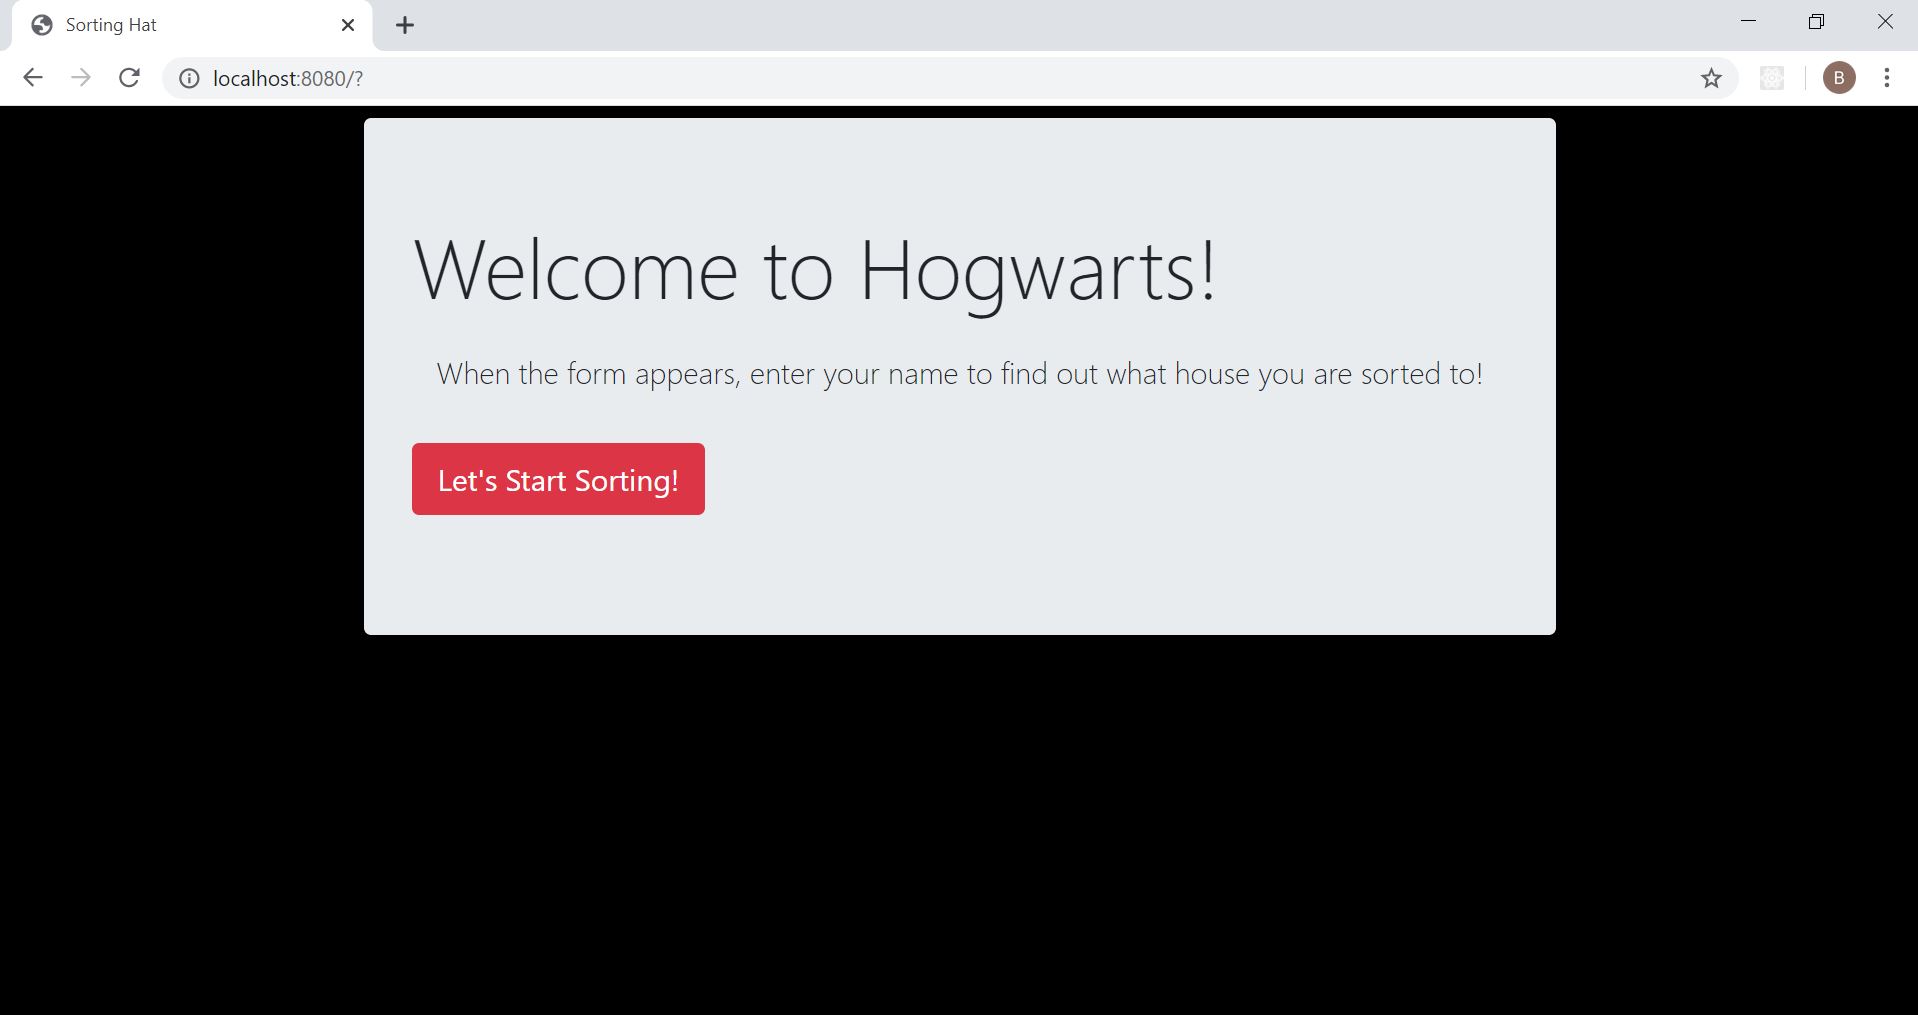 Sorting Hat
localhost:8080/?
B
Welcome to Hogwarts!
When the form appears, enter your name to find out what house you are sorted to!
Let's Start Sorting!